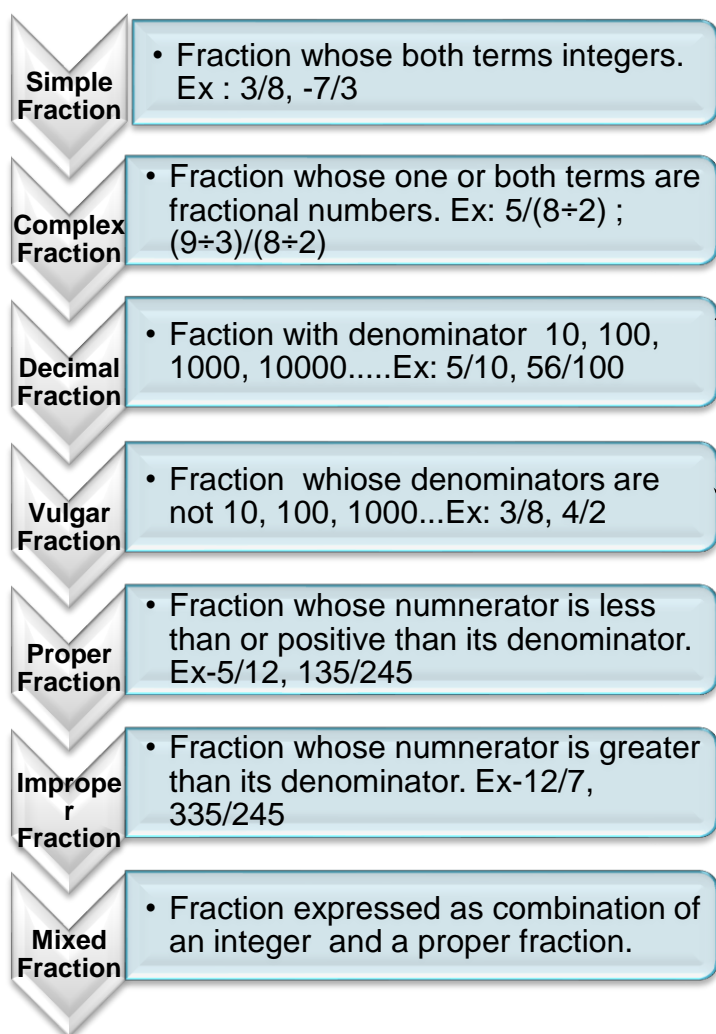 Simple
Fraction
• Fraction whose both terms integers.
Ex : 3/8, -7/3
Complex
Fraction
• Fraction whose one or both terms are
fractional numbers. Ex: 5/(8÷2) ;
(9÷3)/(8÷2)
Decimal
Fraction
• Faction with denominator 10, 100,
1000, 10000.....Ex: 5/10, 56/100
Vulgar
Fraction
• Fraction whiose denominators are
not 10, 100, 1000...Ex: 3/8, 4/2
Proper
Fraction
• Fraction whose numnerator is less
than or positive than its denominator.
Ex-5/12, 135/245
Imprope
r
Fraction
• Fraction whose numnerator is greater
than its denominator. Ex-12/7,
335/245
Mixed
Fraction
• Fraction expressed as combination of
an integer and a proper fraction.